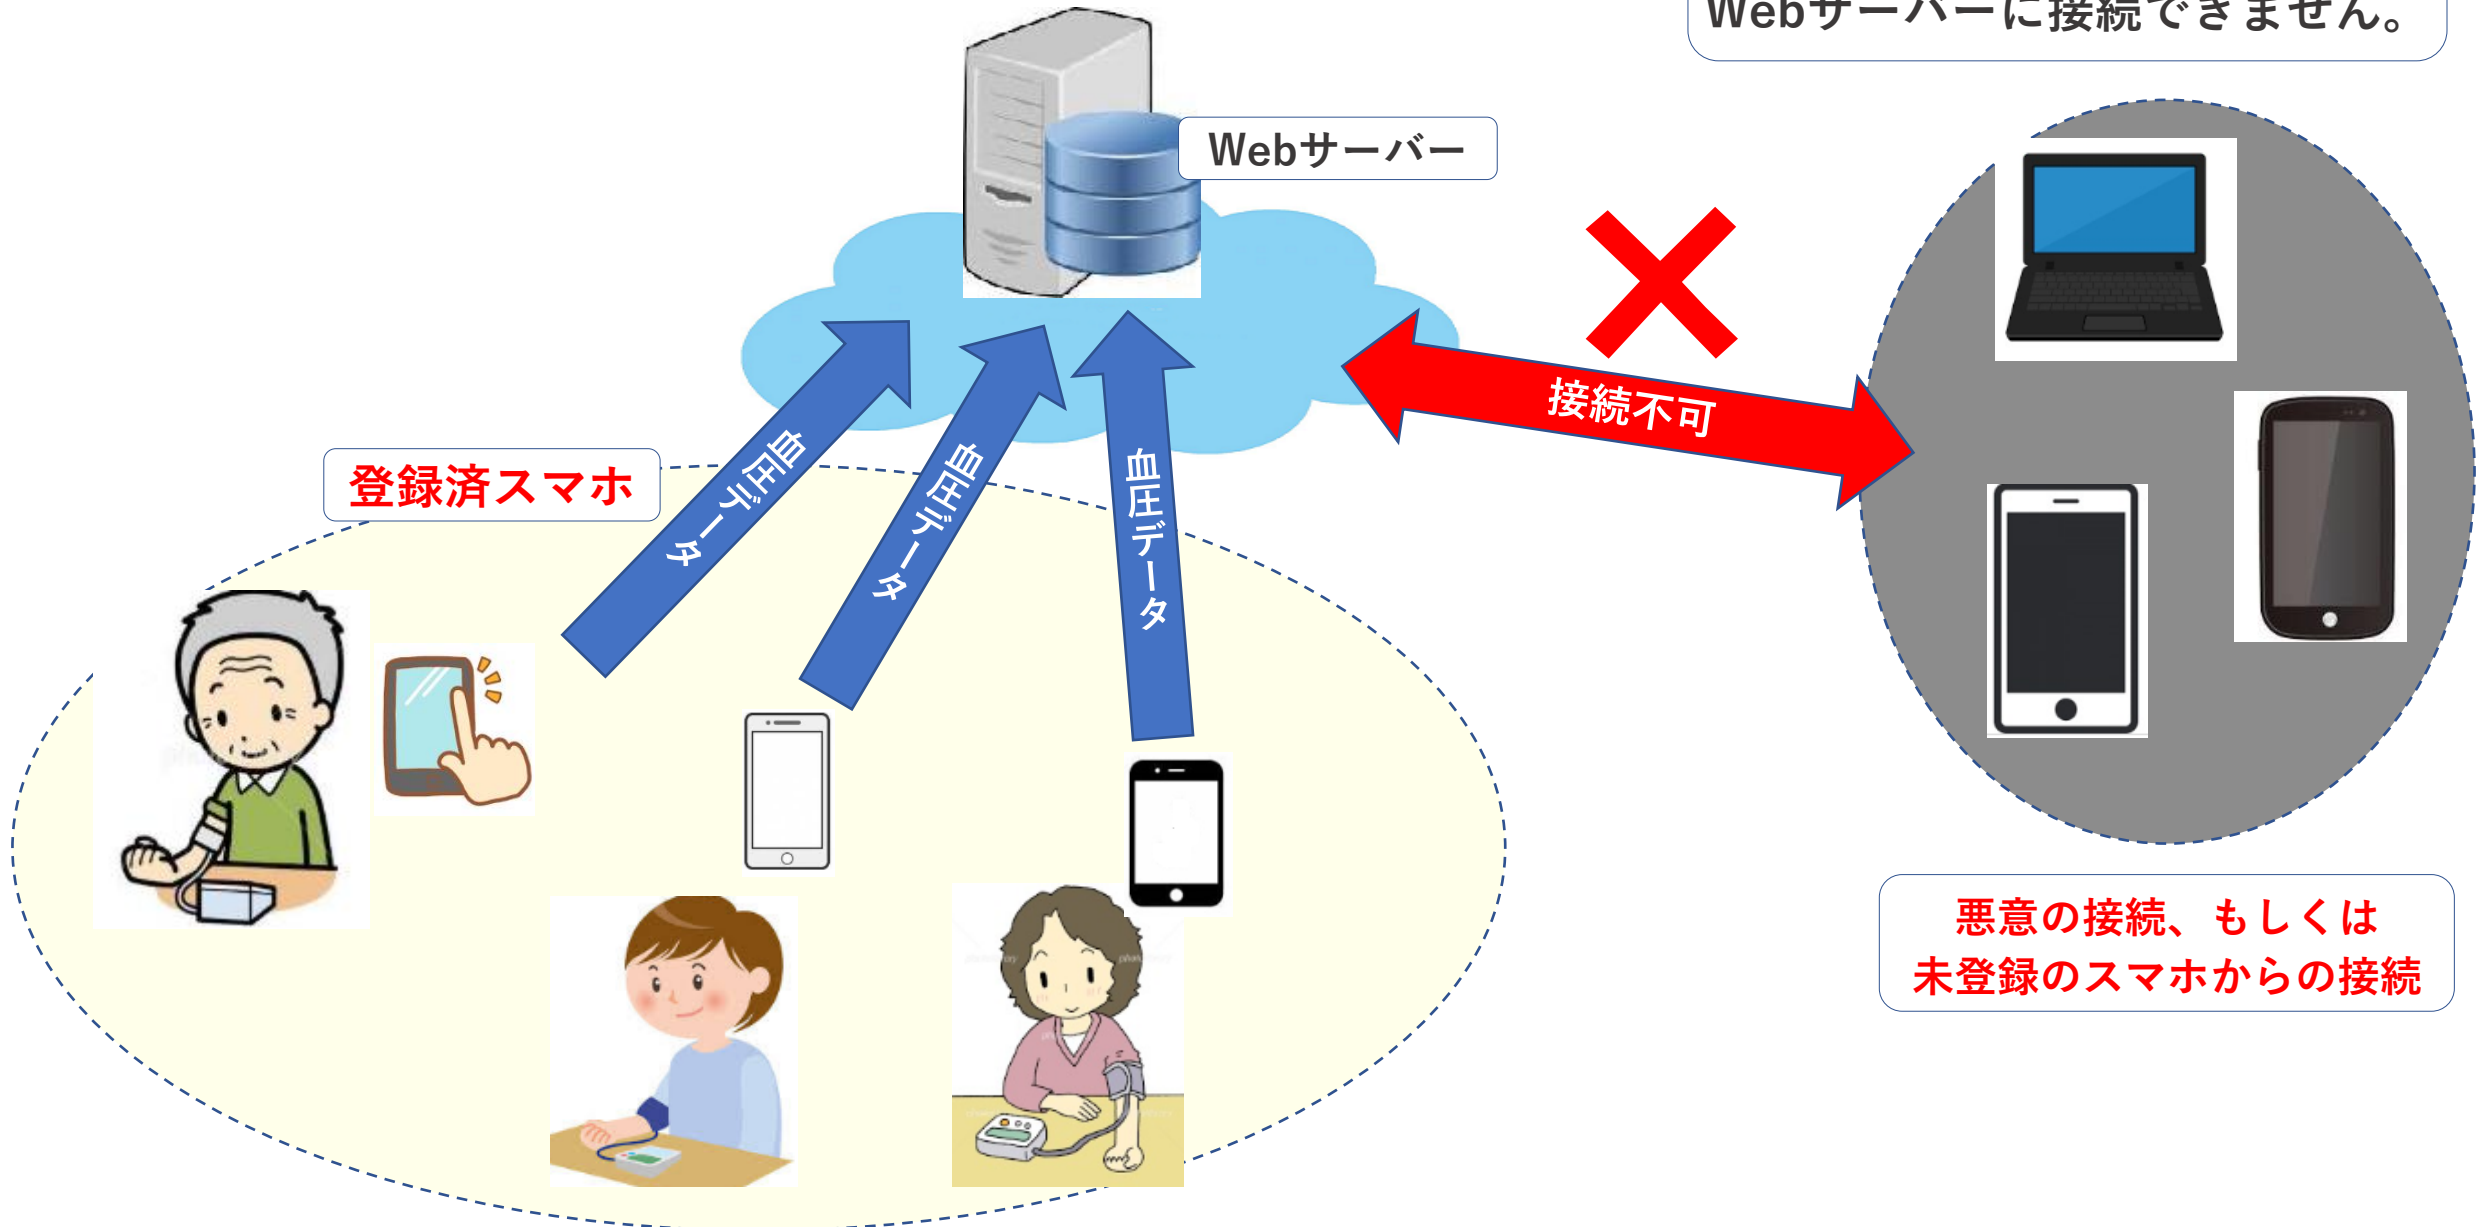 Webサーバーに接続できません。
Webサーバー
接続不可
登録済スマホ
血圧データ
血圧データ
血圧データ
悪意の接続、もしくは
未登録のスマホからの接続